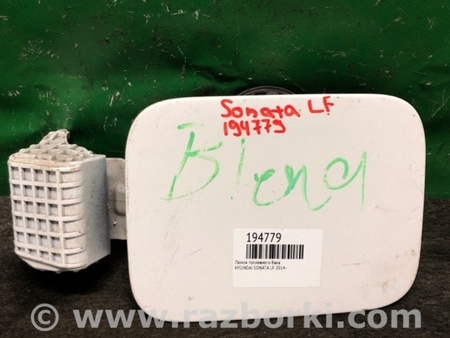 Sonata LF
194779
Blena
194779
Лючок топливного бака
HYUNDAI SONATA LF 2014-
www.razborki.com